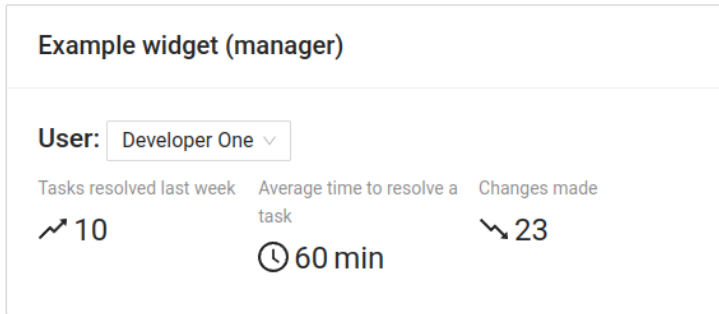 Example widget (manager)
User: Developer One
Tasks resolved last week
10
Average time to resolve a
task
60 min
Changes made
23